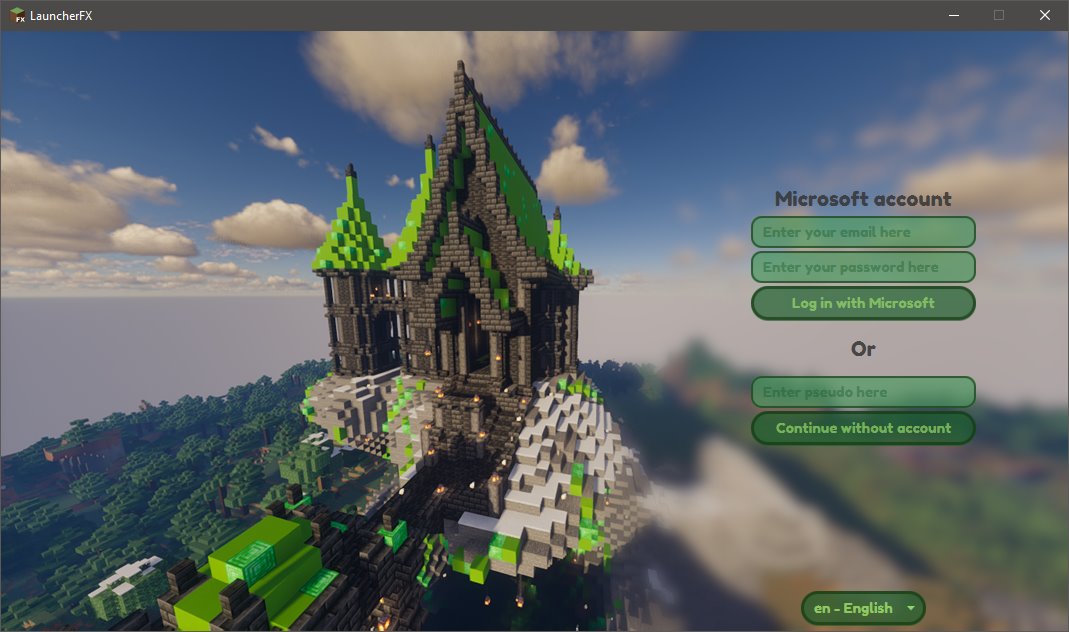 FX LauncherFX
Microsoft account
Enter your email here
Enter your password here
Log in with Microsoft
Or
Enter pseudo here
Continue without account
en - English